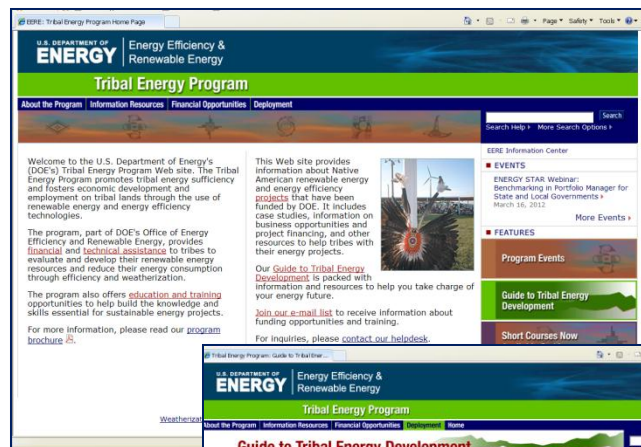 EERE: Tribal Energy Program Home Page
Page Safety Tools
U.S. DEPARTMENT OF
ENERGY
Energy Efficiency &
Renewable Energy
Tribal Energy Program
About the Program Information Resources Financial Opportunities Deployment
Search
Search Help More Search Options
EERE Information Center
Welcome to the U.S. Department of Energy's
(DOE's) Tribal Energy Program Web site. The Tribal
Energy Program promotes tribal energy sufficiency
and fosters economic development and
employment on tribal lands through the use of
renewable energy and energy efficiency
technologies.
The program, part of DOE's Office of Energy
Efficiency and Renewable Energy, provides
financial and technical assistance to tribes to
evaluate and develop their renewable energy
resources and reduce their energy consumption
through efficiency and weatherization.
The program also offers education and training
opportunities to help build the knowledge and
skills essential for sustainable energy projects.
For more information, please read our program
brochure.
This Web site provides
information about Native
American renewable energy
and energy efficiency
projects that have been
funded by DOE. It includes
case studies, information on
business opportunities and
project financing, and other
resources to help tribes with
their energy projects.
Our Guide to Tribal Energy
Development is packed with
information and resources to help you take charge of
your energy future.
Join our e-mail list to receive information about
funding opportunities and training.
For inquiries, please contact our helpdesk.
EVENTS
ENERGY STAR Webinar:
Benchmarking in Portfolio Manager for
State and Local Governments
March 16, 2012
More Events
FEATURES
Program Events
Guide to Tribal Energy
Development
Short Courses Now
Tribal Energy Program: Guide to Tribal Ener...
U.S. DEPARTMENT OF
ENERGY
Energy Efficiency &
Renewable Energy
Tribal Energy Program
About the Program Information Resources Financial Opportunities Deployment Home
Guide to Tribal Energy Development